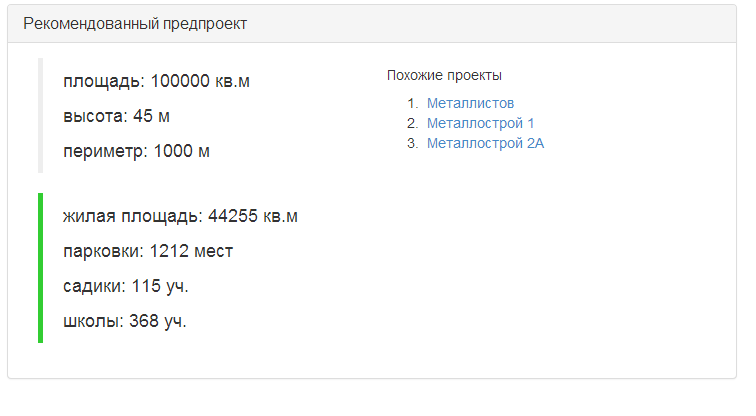 Рекомендованный предпроект
площадь: 100000 кв.м
высота: 45 м
периметр: 1000 м
жилая площадь: 44255 кв.м
парковки: 1212 мест
садики: 115 уч.
школы: 368 уч.
Похожие проекты
1. Металлистов
2. Металлострой 1
3. Металлострой 2А